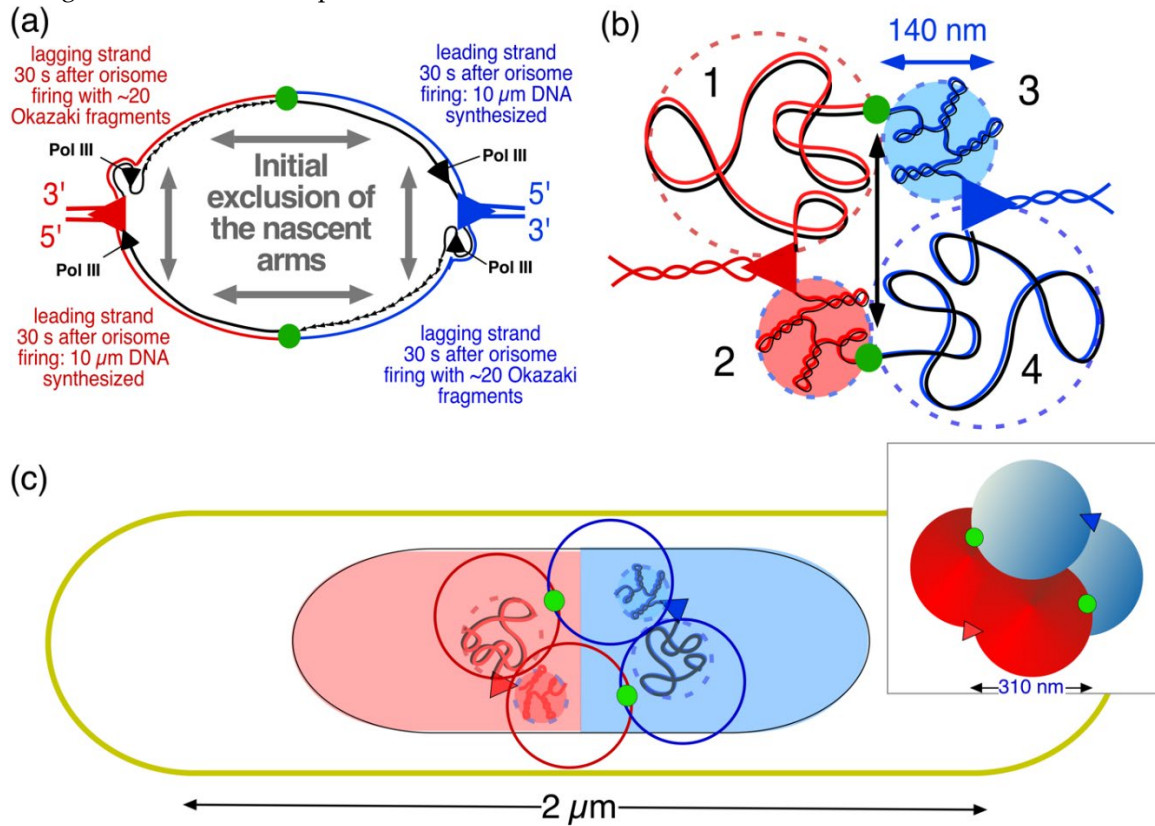 (a)
lagging strand
30 s after orisome
firing with ~20
Okazaki fragments
leading strand
30 s after orisome
firing: 10 µm DNA
synthesized
Pol III
Pol III
3'
5'
Initial
exclusion of
the nascent
arms
5'
3'
Pol III
Pol III
leading strand
30 s after orisome
firing: 10 µm DNA
synthesized
lagging strand
30 s after orisome
firing with ~20 Okazaki
fragments
(b)
140 nm
1
3
2
4
(c)
310 nm
2 µm